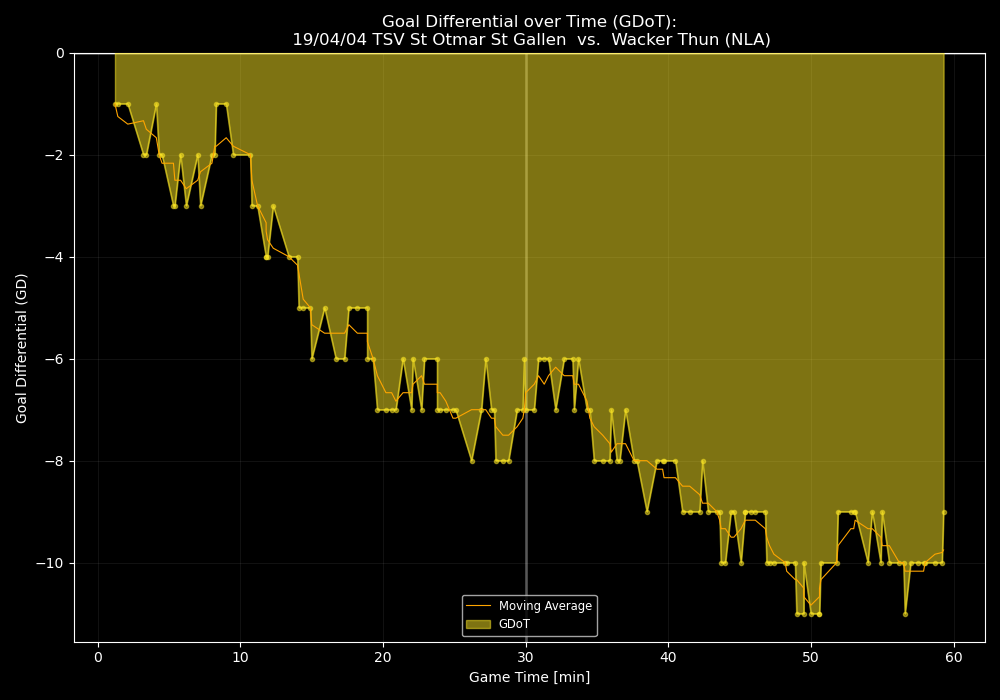 Goal Differential over Time (GDoT):
19/04/04 TSV St Otmar St Gallen  vs.  Wacker Thun (NLA)
Goal Differential (GD)
0
−2
−4
−6
−8
−10
Moving Average
GDoT
0 10 20 30 40 50 60
Game Time [min]